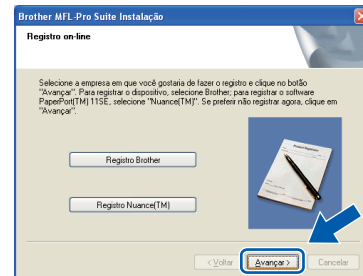 Brother MFL-Pro Suite Instalação
Registro on-line
Selecione a empresa em que você gostaria de fazer o registro e clique no botão
"Avançar". Para registrar o dispositivo, selecione Brother; para registrar o software
PaperPort(TM) 11SE, selecione "Nuance(TM)". Se preferir não registrar agora, clique em
"Avançar".
Registro Brother
Registro Nuance(TM)
Product Registration
< Voltar
Avançar >
Cancelar